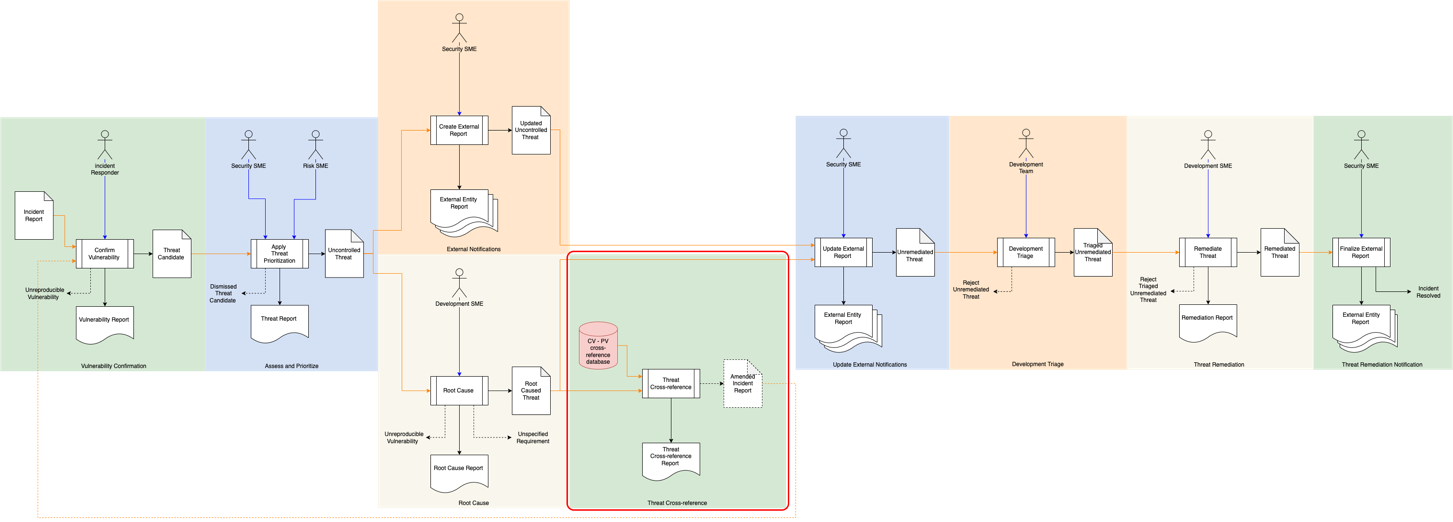 incident
Responder
Incident
Report
Confirm
Vulnerability
Threat
Candidate
Unreproducible
Vulnerability
Vulnerability Report
Vulnerability Confirmation
Security SME
Risk SME
Apply
Threat
Prioritization
Uncontrolled
Threat
Dismissed
Threat
Candidate
Threat Report
Assess and Prioritize
Security SME
Create External
Report
Updated
Uncontrolled
Threat
External Entity
Report
External Notifications
Development SME
Root Cause
Root
Caused
Threat
Unreproducible
Vulnerability
Unspecified
Requirement
Root Cause Report
Root Cause
CV - PV
cross-
reference
database
Threat
Cross-reference
Amended
Incident
Report
Threat
Cross-reference
Report
Threat Cross-reference
Security SME
Update External
Report
Unremediated
Threat
External Entity
Report
Update External Notifications
Development
Team
Development
Triage
Triaged
Unremediated
Threat
Reject
Unremediated
Threat
Development Triage
Development SME
Remediate
Threat
Remediated
Threat
Reject
Triaged
Unremediated
Threat
Remediation Report
Threat Remediation
Security SME
Finalize External
Report
Incident
Resolved
External Entity
Report
Threat Remediation Notification